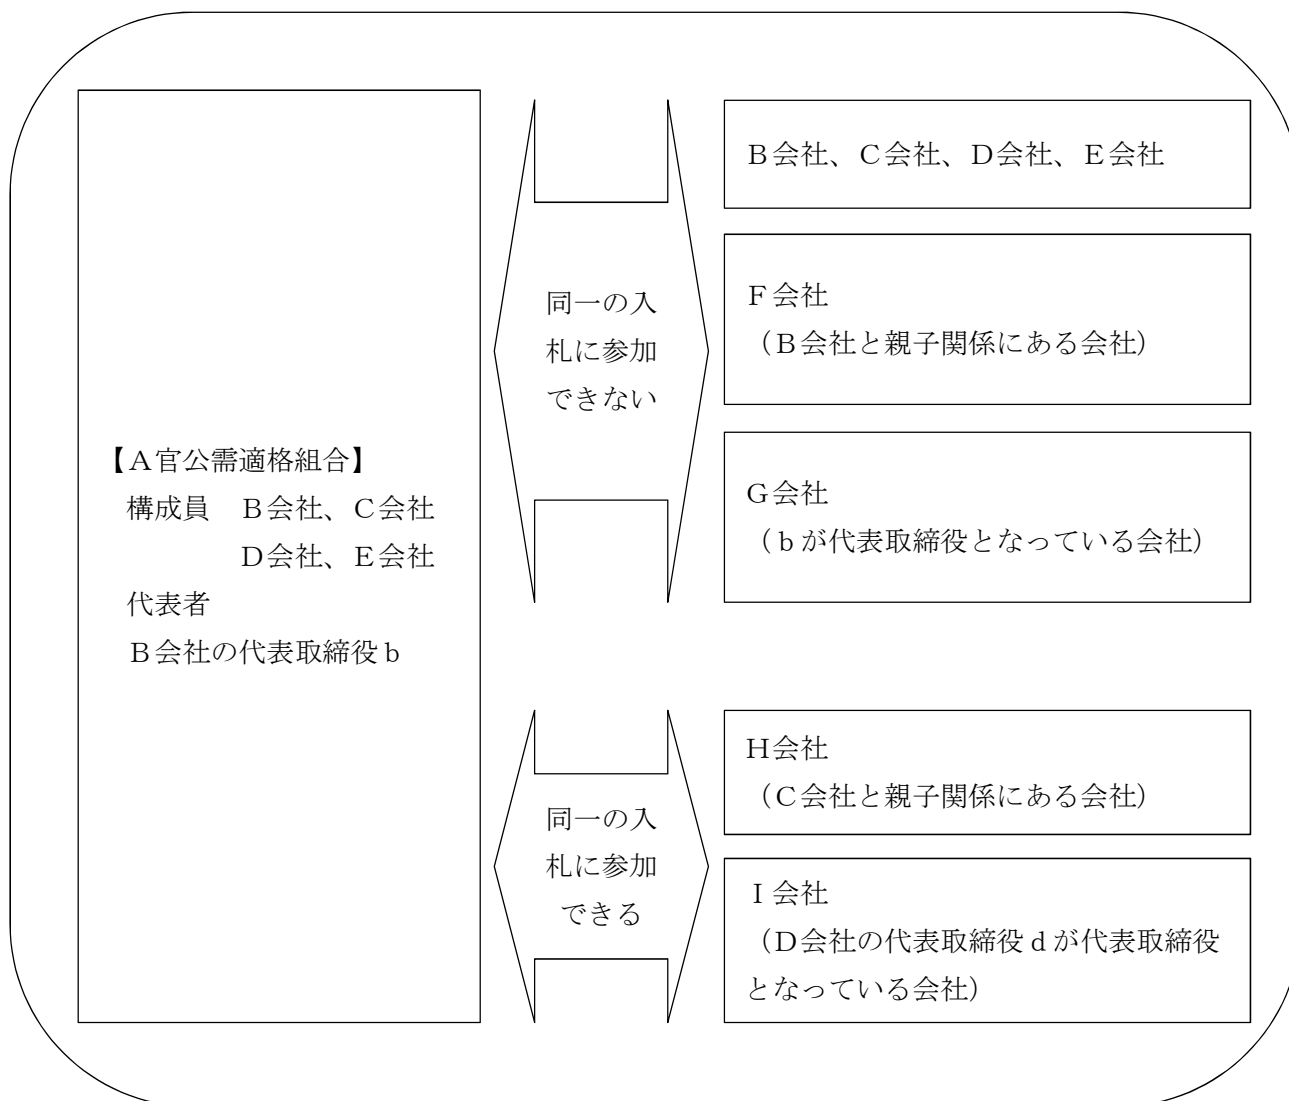 【Ａ官公需適格組合】
構成員　Ｂ会社、Ｃ会社
Ｄ会社、Ｅ会社
代表者
Ｂ会社の代表取締役ｂ
同一の入
札に参加
できない
Ｂ会社、Ｃ会社、Ｄ会社、Ｅ会社
Ｆ会社
（Ｂ会社と親子関係にある会社）
Ｇ会社
（ｂが代表取締役となっている会社）
同一の入
札に参加
できる
Ｈ会社
（Ｃ会社と親子関係にある会社）
Ｉ会社
（Ｄ会社の代表取締役ｄが代表取締役
となっている会社）